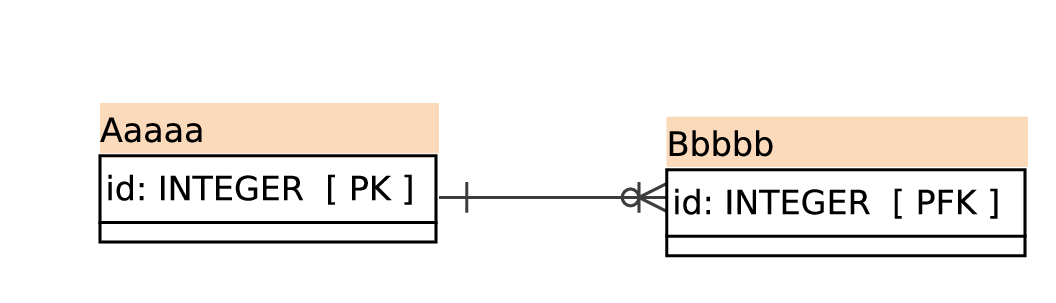 Aaaaa
id: INTEGER  [ PK ]
Bbbbb
id: INTEGER  [ PFK ]